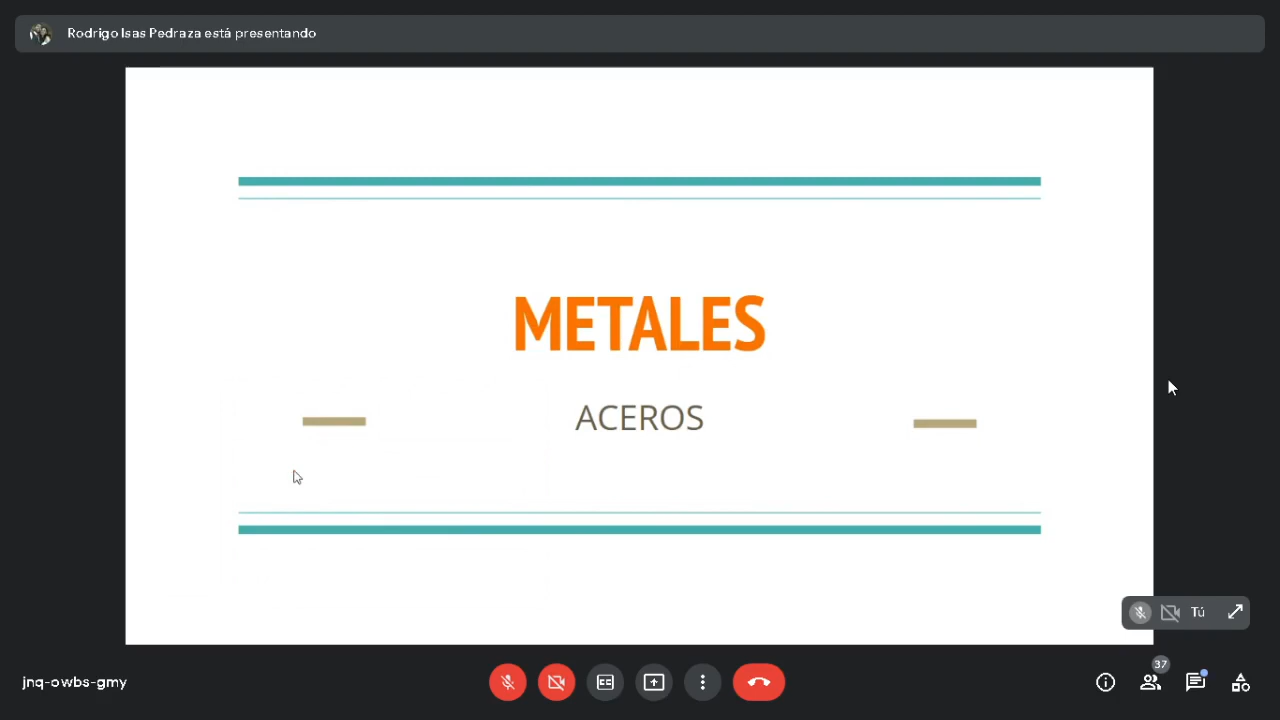 Rodrigo Isas Pedraza está presentando
METALES
ACEROS
Tú
jnq-owbs-gmy
37